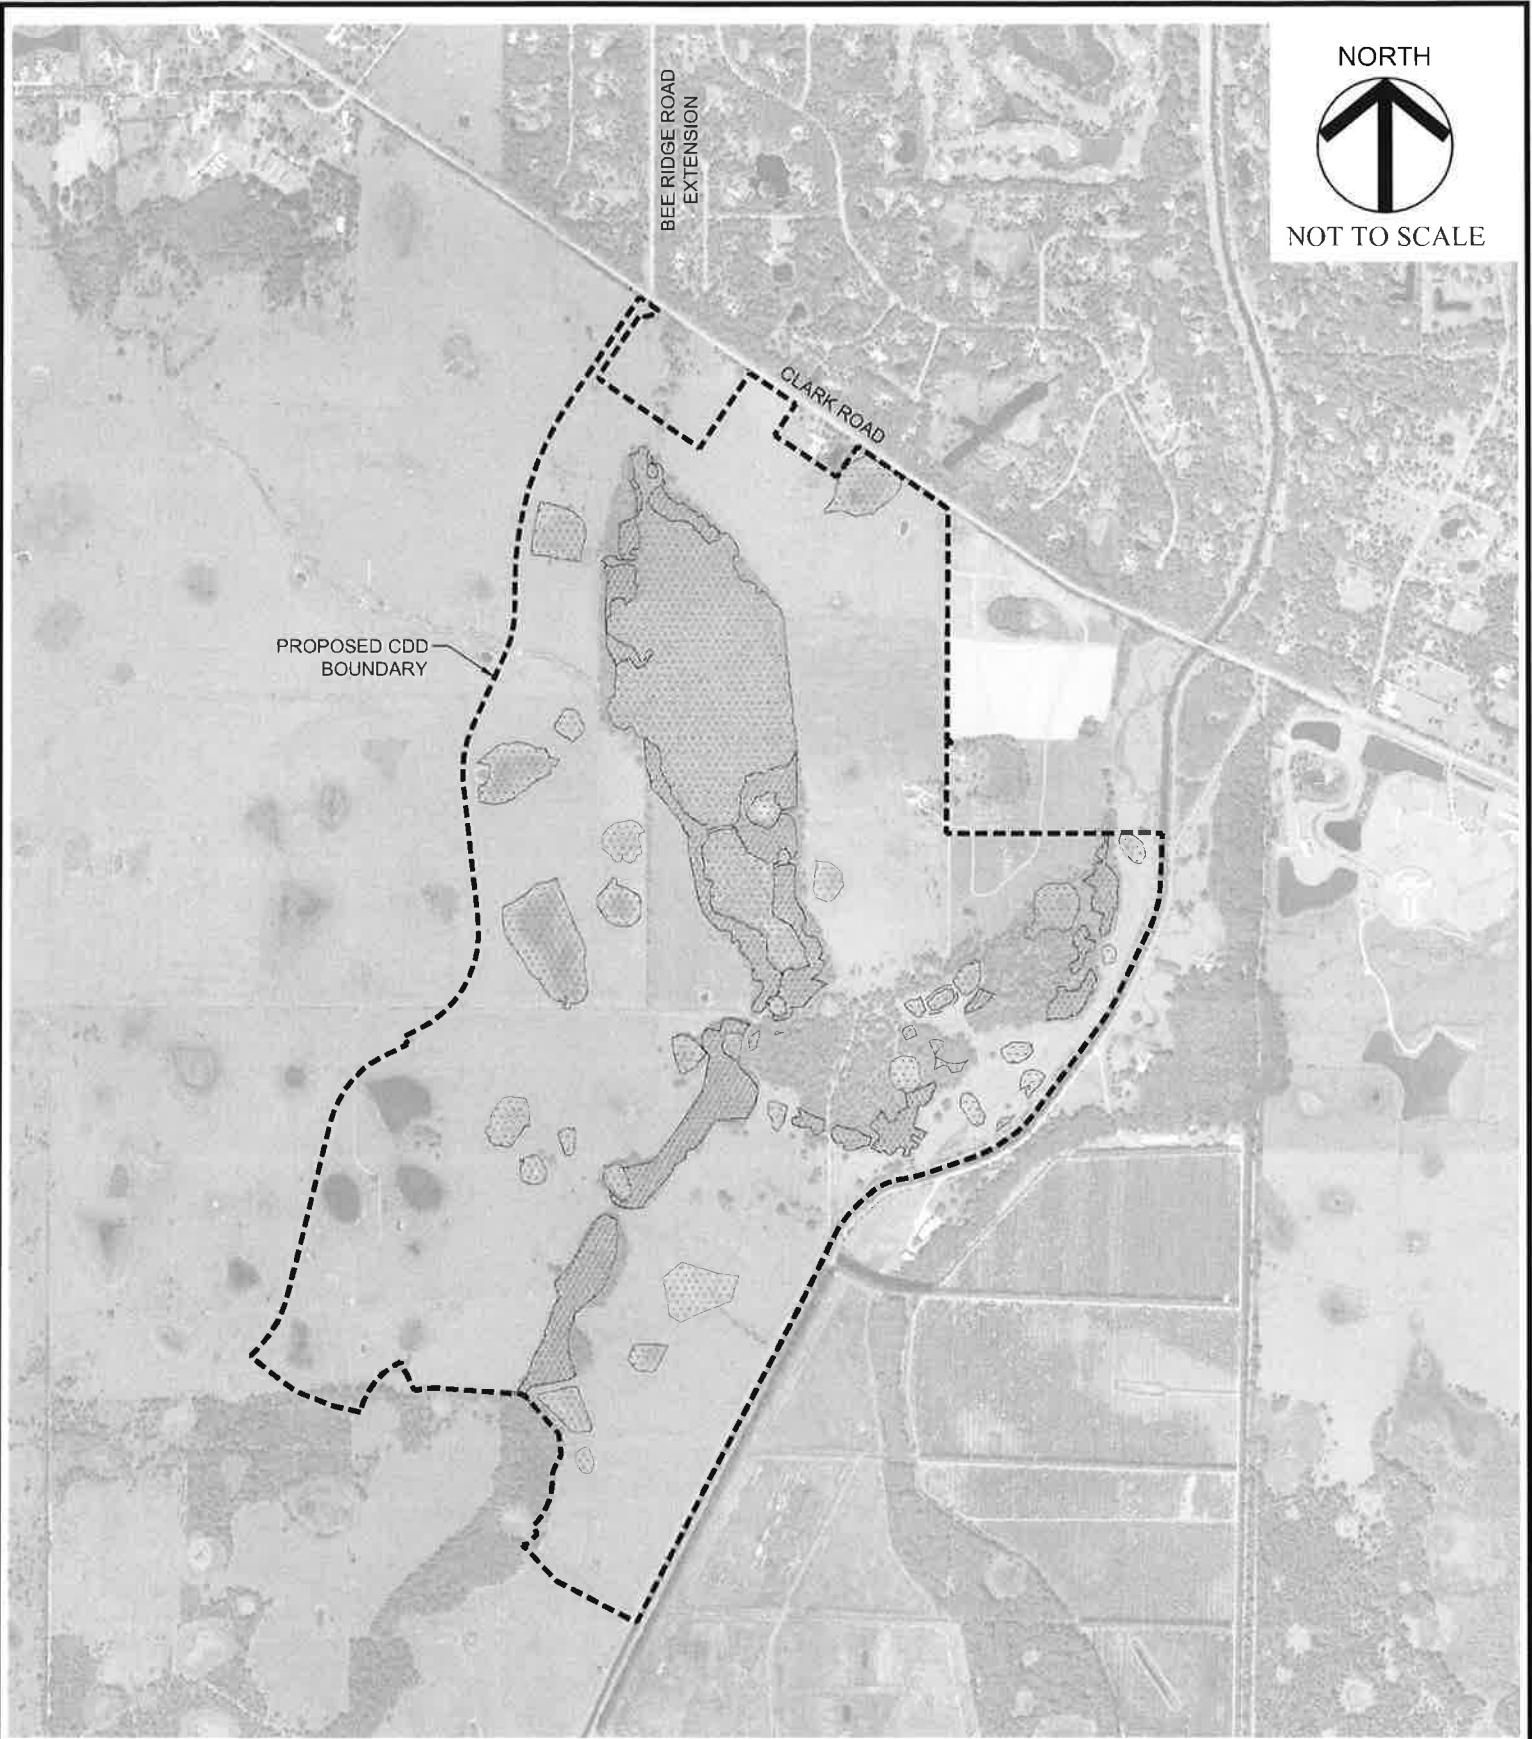 NORTH
NOT TO SCALE
BEE RIDGE ROAD
EXTENSION
CLARK ROAD
PROPOSED CDD
BOUNDARY